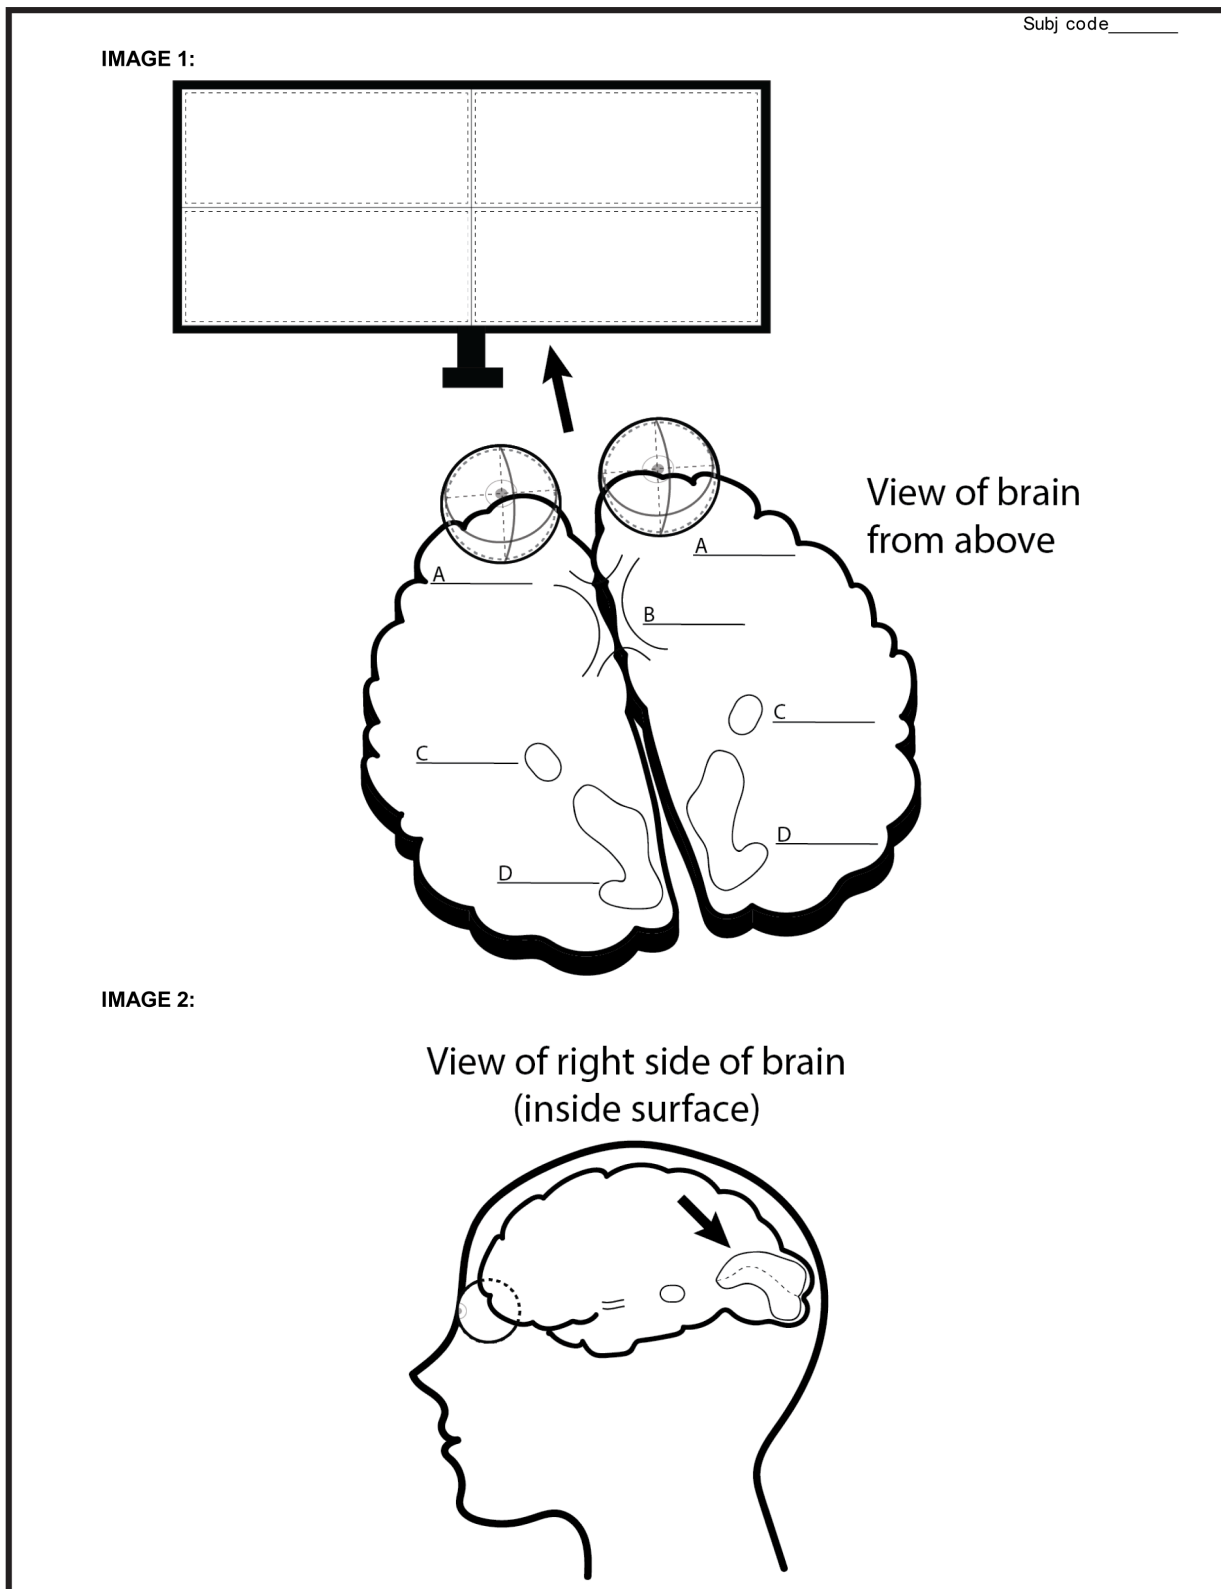 Subj code_______
IMAGE 1:
View of brain
from above
A
A
B
C
C
D
D
IMAGE 2:
View of right side of brain
(inside surface)